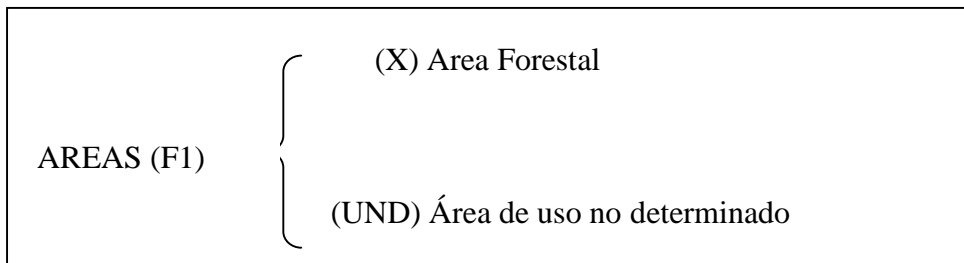 (X) Area Forestal
AREAS (F1)
(UND) Área de uso no determinado